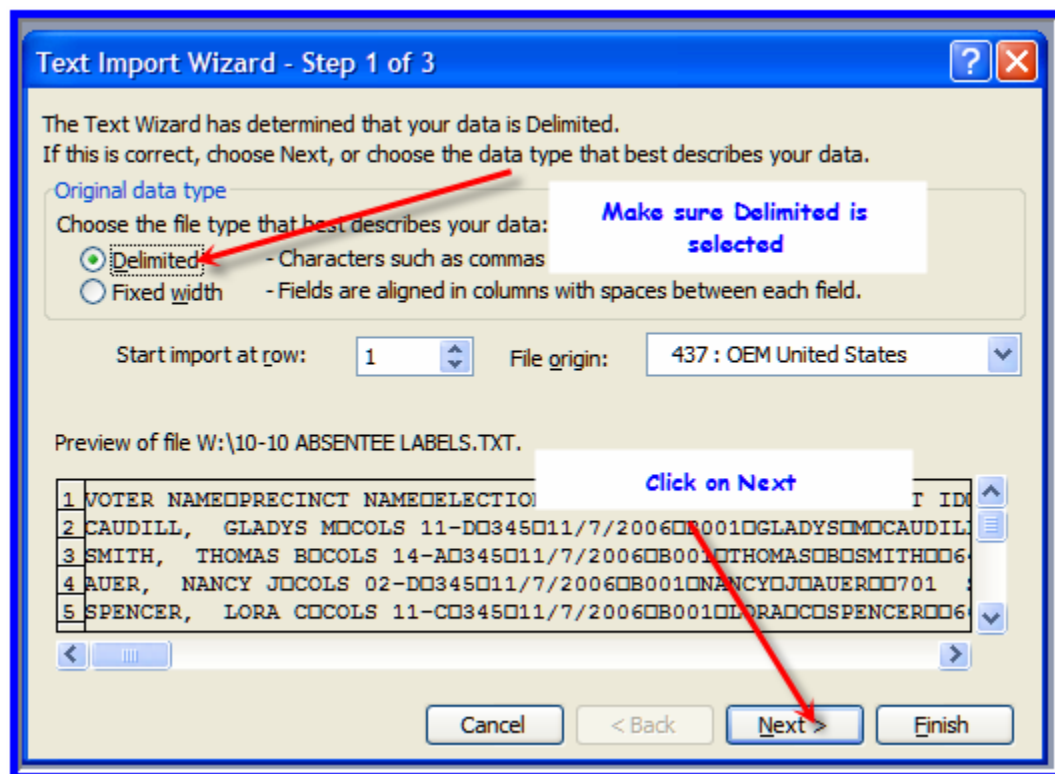 Text Import Wizard - Step 1 of 3
The Text Wizard has determined that your data is Delimited.
If this is correct, choose Next, or choose the data type that best describes your data.
Original data type
Choose the file type that best describes your data:
Make sure Delimited is
selected
Delimited - Characters such as commas
Fixed width - Fields are aligned in columns with spaces between each field.
Start import at row: 1 File origin: 437 : OEM United States
Preview of file W:\10-10 ABSENTEE LABELS.TXT.
Click on Next
1 VOTER NAME□PRECINCT NAME□ELECTION T ID□
2 CAUDILL, GLADYS M□COLS 11-D□345□11/7/2006□B001□GLADYS□M□CAUDILL
3 SMITH, THOMAS B□COLS 14-A□345□11/7/2006□B001□THOMAS□B□SMITH□□6
4 AUER, NANCY J□COLS 02-D□345□11/7/2006□B001□NANCY□J□AUER□□701
5 SPENCER, LORA C□COLS 11-C□345□11/7/2006□B001□LORA□C□SPENCER□□6
Cancel < Back Next > Finish